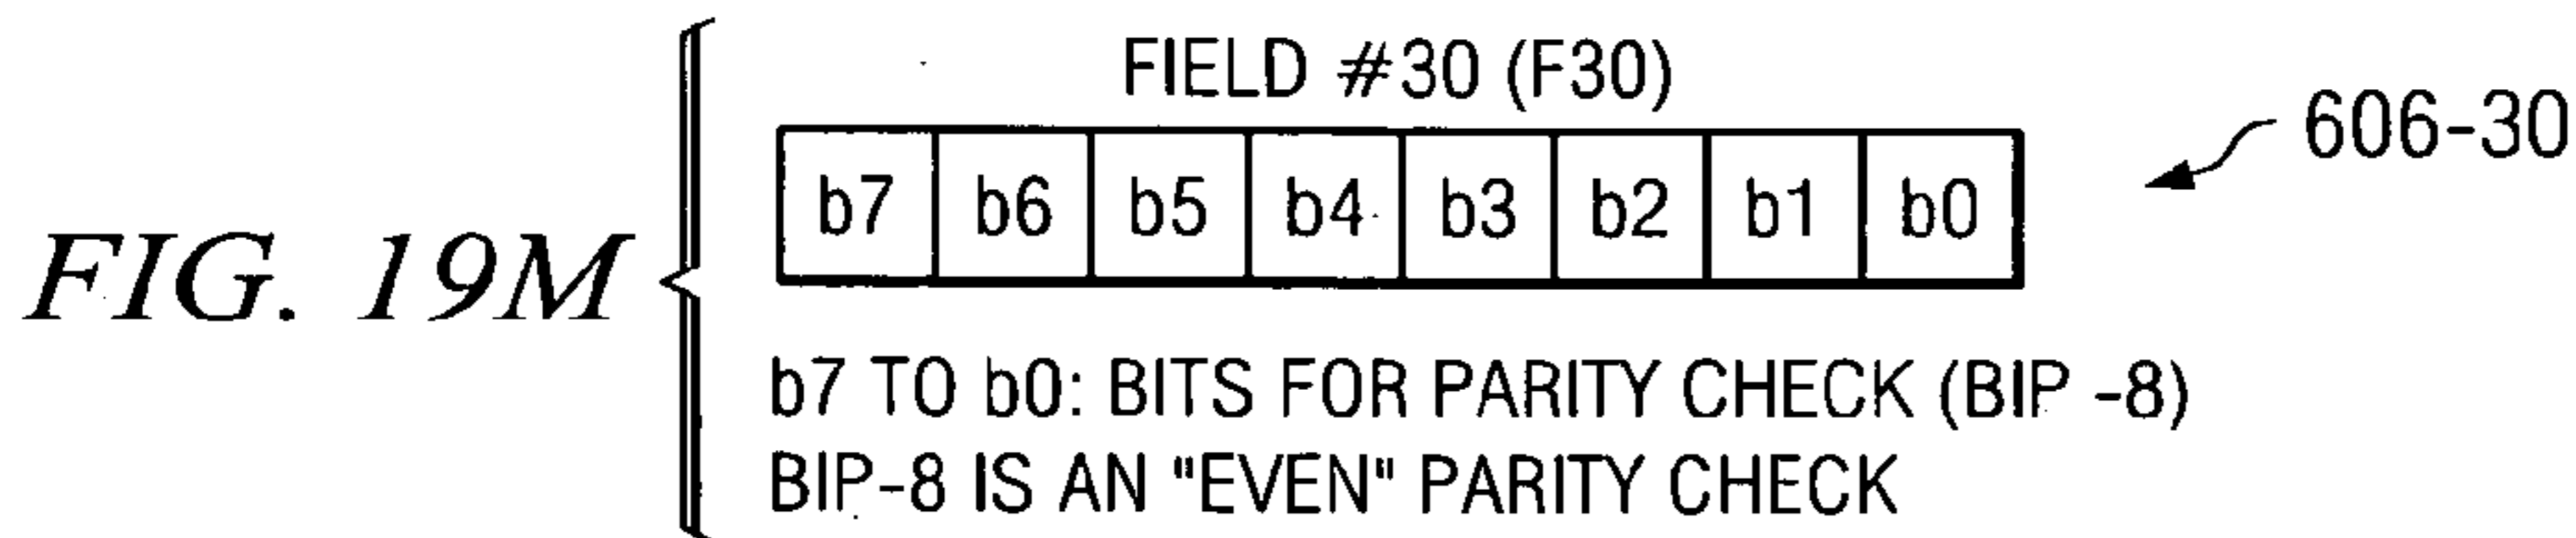 FIELD #30 (F30)
606-30
b7 b6 b5 b4 b3 b2 b1 b0
FIG. 19M
b7 TO b0: BITS FOR PARITY CHECK (BIP -8)
BIP-8 IS AN "EVEN" PARITY CHECK